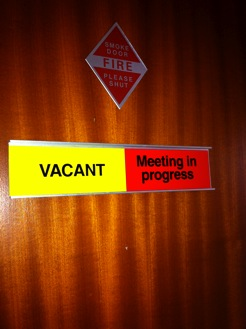 SMOKE
DOOR
FIRE
PLEASE
SHUT
VACANT
Meeting in
progress